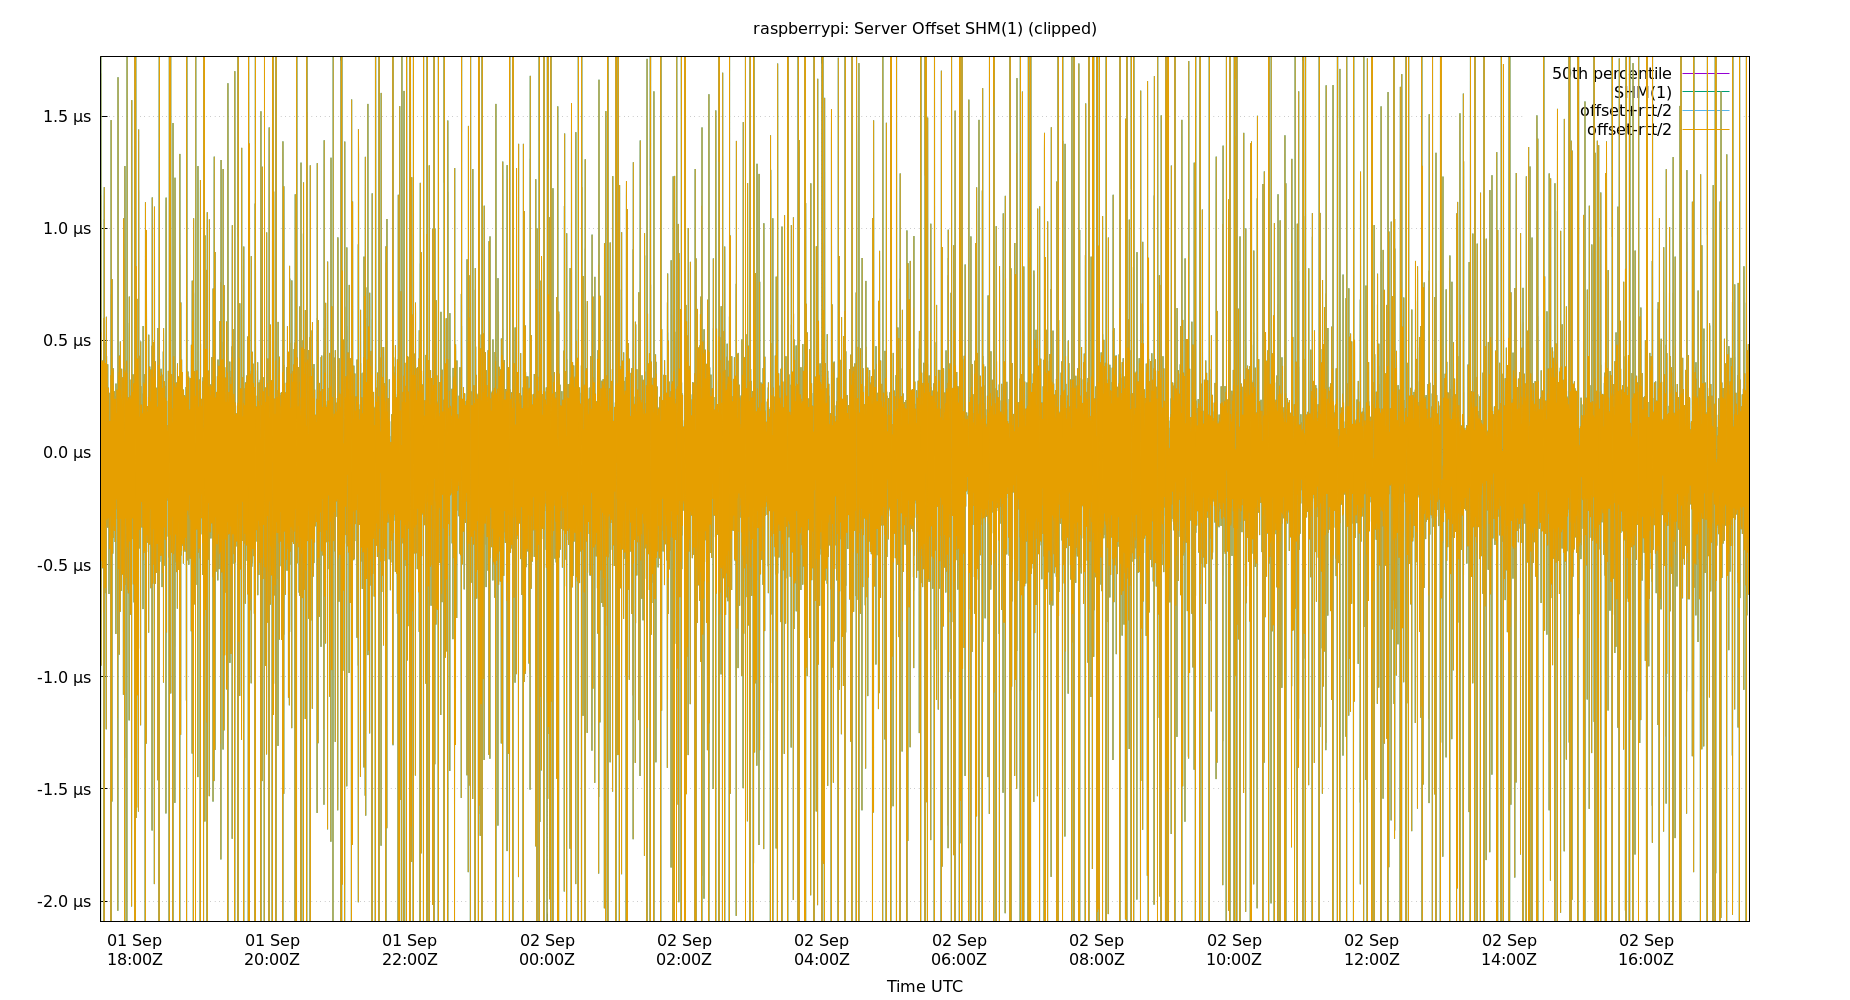 raspberrypi: Server Offset SHM(1) (clipped)
50th percentile
SHM(1)
offset+rtt/2
offset-rtt/2
1.5 µs
1.0 µs
0.5 µs
0.0 µs
-0.5 µs
-1.0 µs
-1.5 µs
-2.0 µs
01 Sep 01 Sep 01 Sep 02 Sep 02 Sep 02 Sep 02 Sep 02 Sep 02 Sep 02 Sep 02 Sep 02 Sep
18:00Z 20:00Z 22:00Z 00:00Z 02:00Z 04:00Z 06:00Z 08:00Z 10:00Z 12:00Z 14:00Z 16:00Z
Time UTC